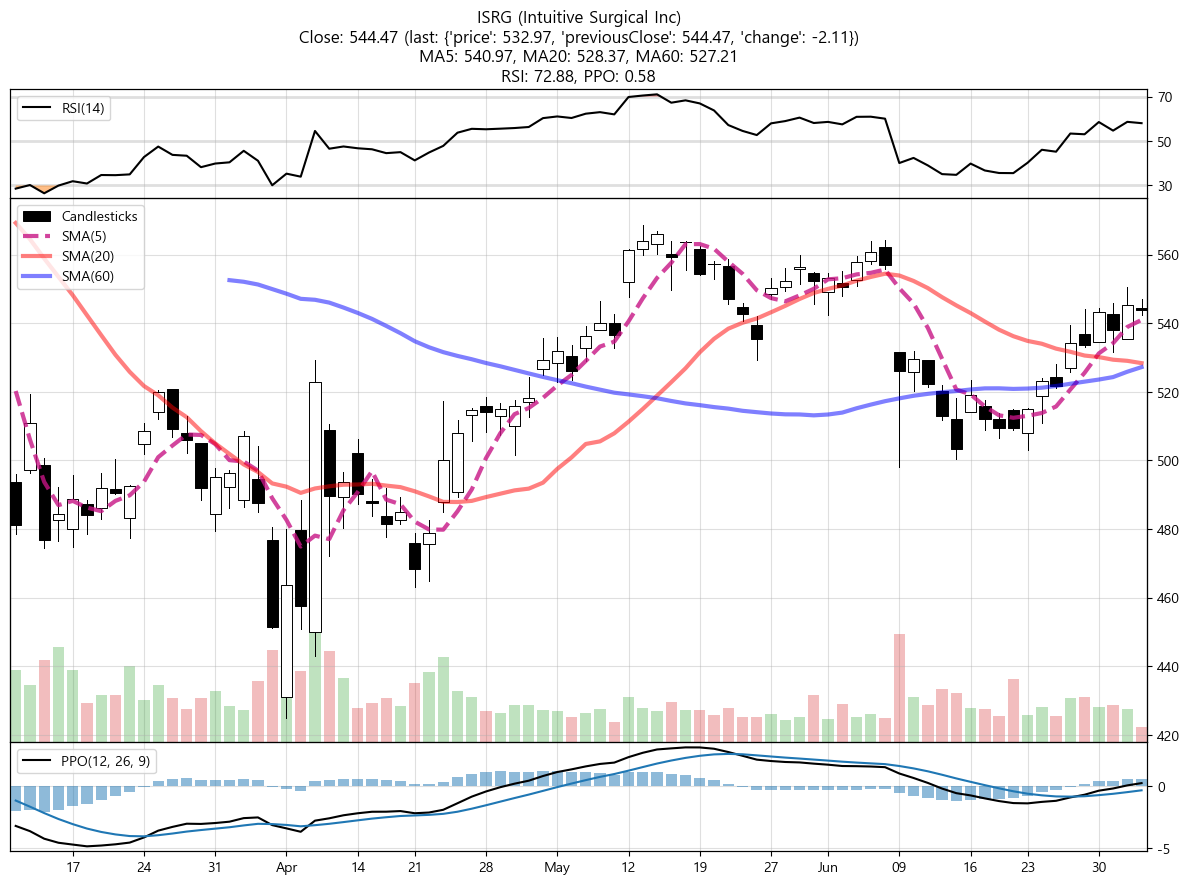 ISRG (Intuitive Surgical Inc)
Close: 544.47 (last: {'price': 532.97, 'previousClose': 544.47, 'change': -2.11})
MA5: 540.97, MA20: 528.37, MA60: 527.21
RSI: 72.88, PPO: 0.58
RSI(14)
70
50
30
Candlesticks
SMA(5)
SMA(20)
SMA(60)
560
540
520
500
480
460
440
420
PPO(12, 26, 9)
0
-5
17 24 31 Apr 14 21 28 May 12 19 27 Jun 09 16 23 30